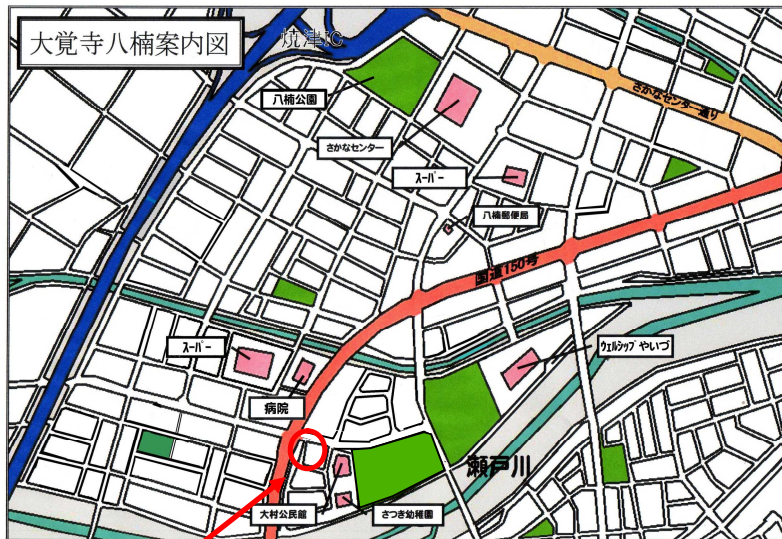 大覚寺八楠案内図
焼津IC
八楠公園
さかなセンター通り
さかなセンター
スーパー
八楠郵便局
国道150号
スーパー
ウェルシップやいづ
病院
瀬戸川
大村公民館
さつき幼稚園